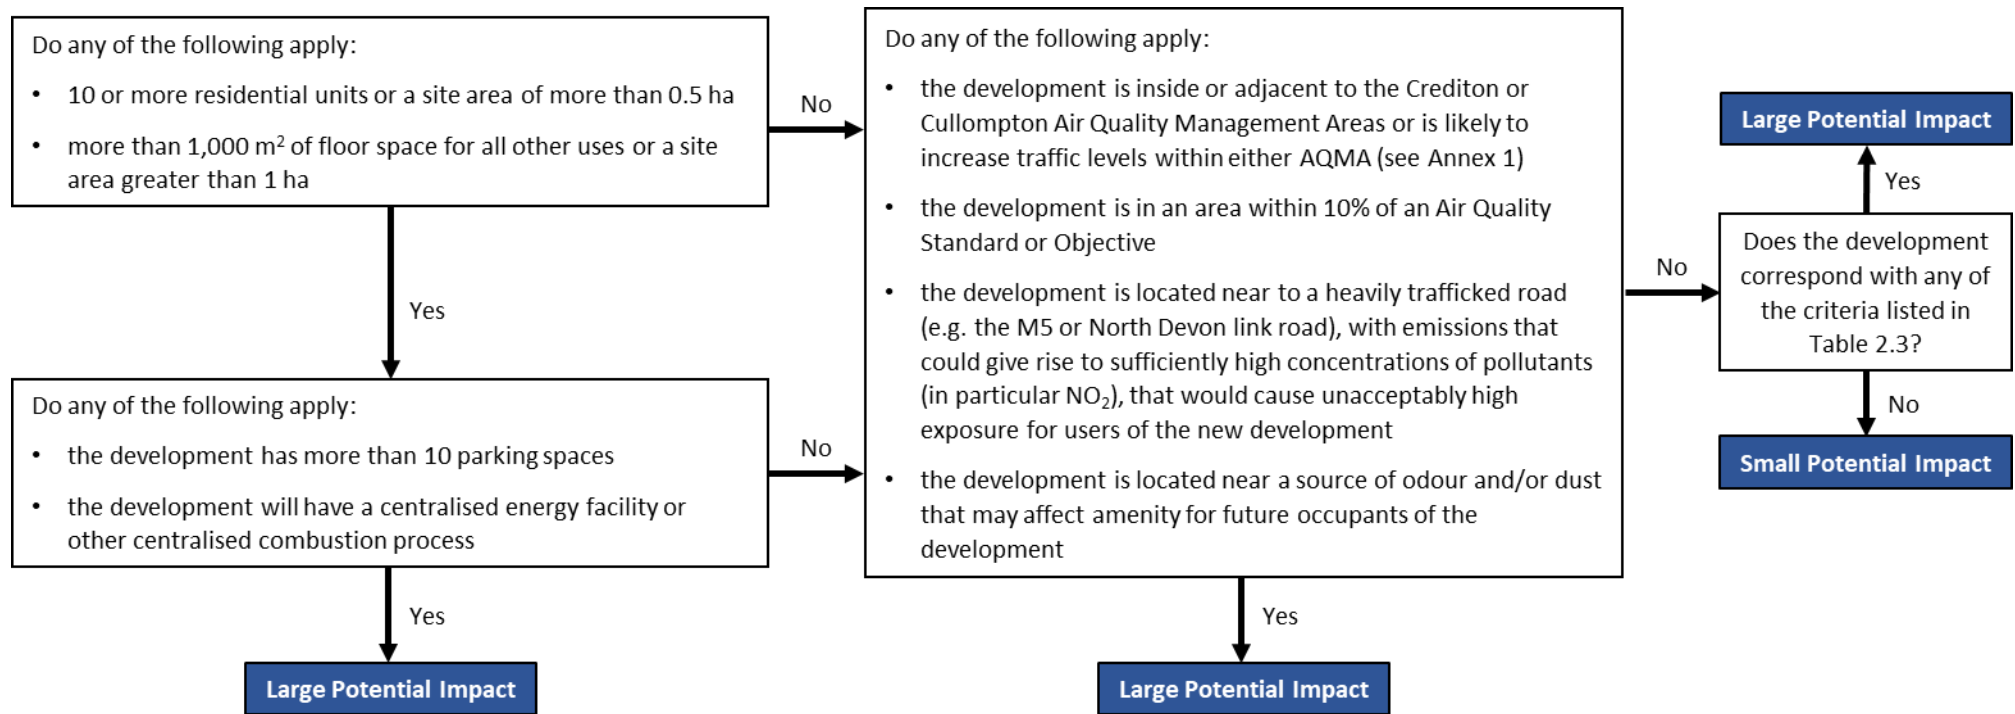 Do any of the following apply:
• 10 or more residential units or a site area of more than 0.5 ha
• more than 1,000 m² of floor space for all other uses or a site
area greater than 1 ha
No
Yes
Do any of the following apply:
• the development has more than 10 parking spaces
• the development will have a centralised energy facility or
other centralised combustion process
No
Yes
Large Potential Impact
Do any of the following apply:
• the development is inside or adjacent to the Crediton or
Cullompton Air Quality Management Areas or is likely to
increase traffic levels within either AQMA (see Annex 1)
• the development is in an area within 10% of an Air Quality
Standard or Objective
• the development is located near to a heavily trafficked road
(e.g. the M5 or North Devon link road), with emissions that
could give rise to sufficiently high concentrations of pollutants
(in particular NO₂), that would cause unacceptably high
exposure for users of the new development
• the development is located near a source of odour and/or dust
that may affect amenity for future occupants of the
development
Yes
Large Potential Impact
No
Large Potential Impact
Yes
Does the development
correspond with any of
the criteria listed in
Table 2.3?
No
Small Potential Impact